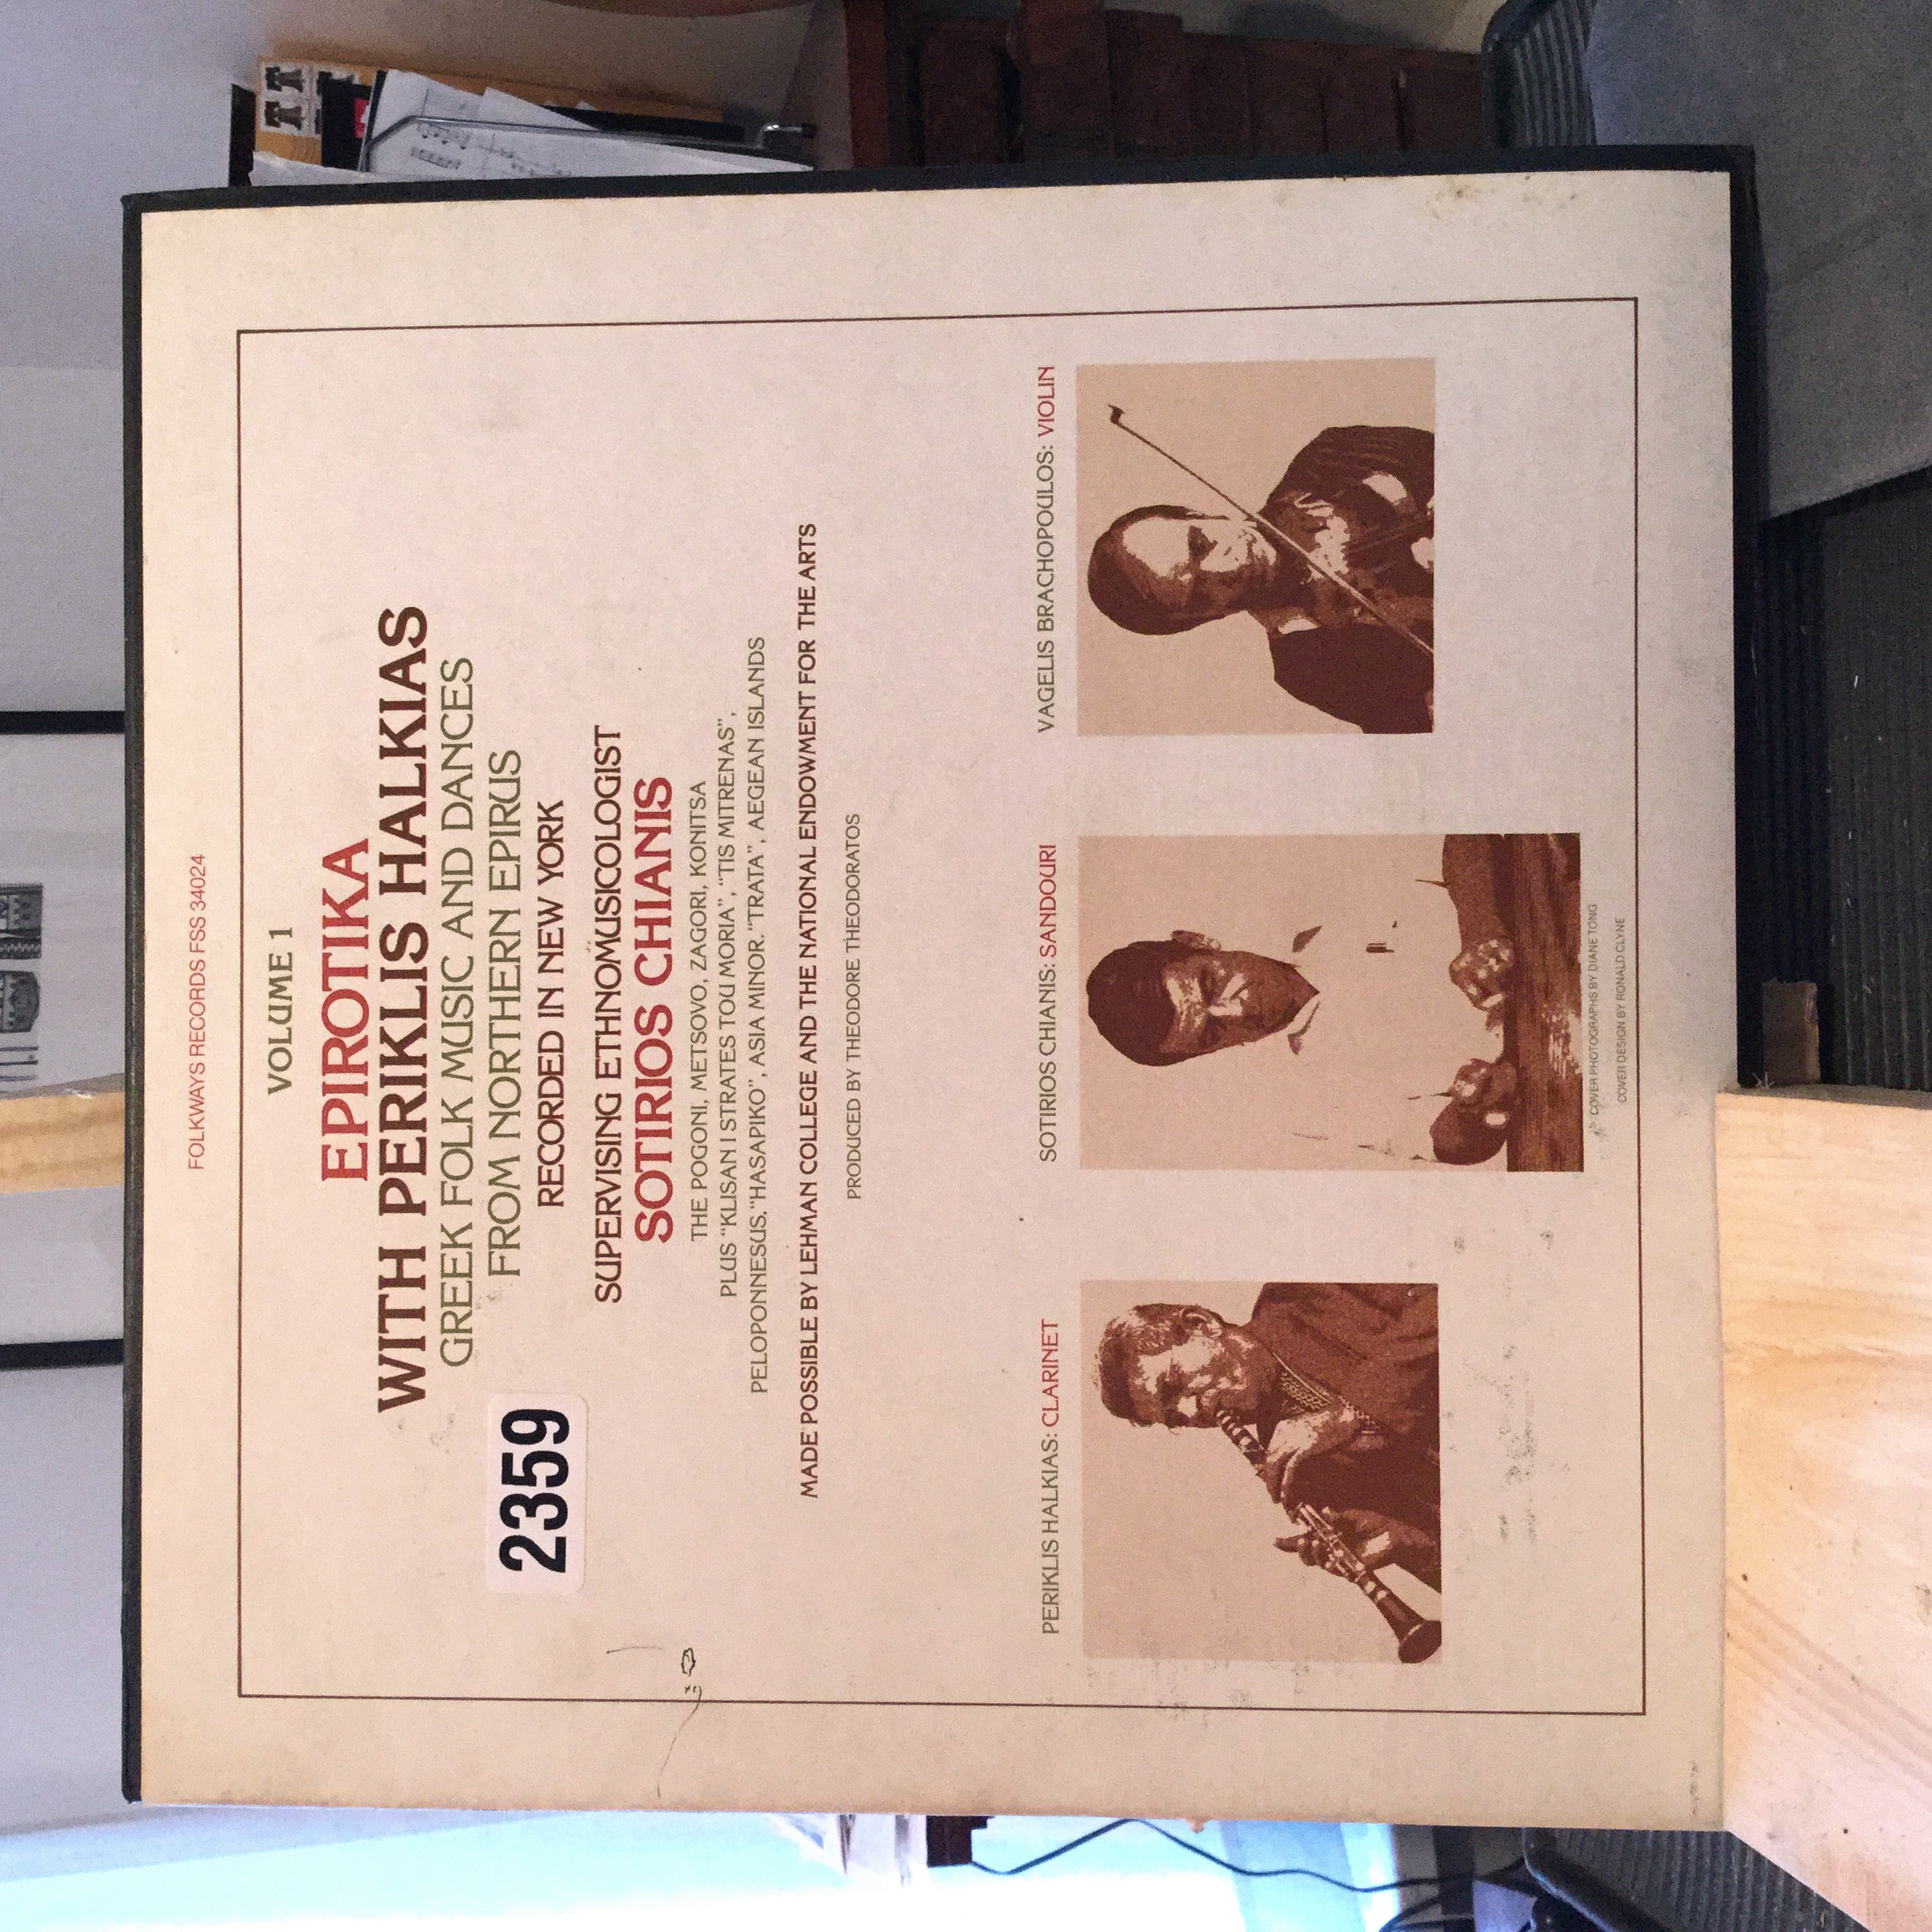 FOLKWAYS RECORDS FSS 34024
VOLUME 1
EPIROTIKA
WITH PERIKLIS HALKIAS
GREEK FOLK MUSIC AND DANCES
FROM NORTHERN EPIRUS
RECORDED IN NEW YORK
2359
SUPERVISING ETHNOMUSICOLOGIST
SOTIRIOS CHIANIS
THE POGONI, METSOVO, ZAGORI, KONITSA
PLUS "KLISAN I STRATES TOU MORIA", "TIS MITRENAS",
PELOPONNESUS. "HASAPIKO", ASIA MINOR. "TRATA", AEGEAN ISLANDS
MADE POSSIBLE BY LEHMAN COLLEGE AND THE NATIONAL ENDOWMENT FOR THE ARTS
PRODUCED BY THEODORE THEODORATOS
PERIKLIS HALKIAS: CLARINET
SOTIRIOS CHIANIS: SANDOURI
VAGELIS BRACHOPOULOS: VIOLIN
COVER PHOTOGRAPHS BY DIANE TONG
COVER DESIGN BY RONALD CLYNE